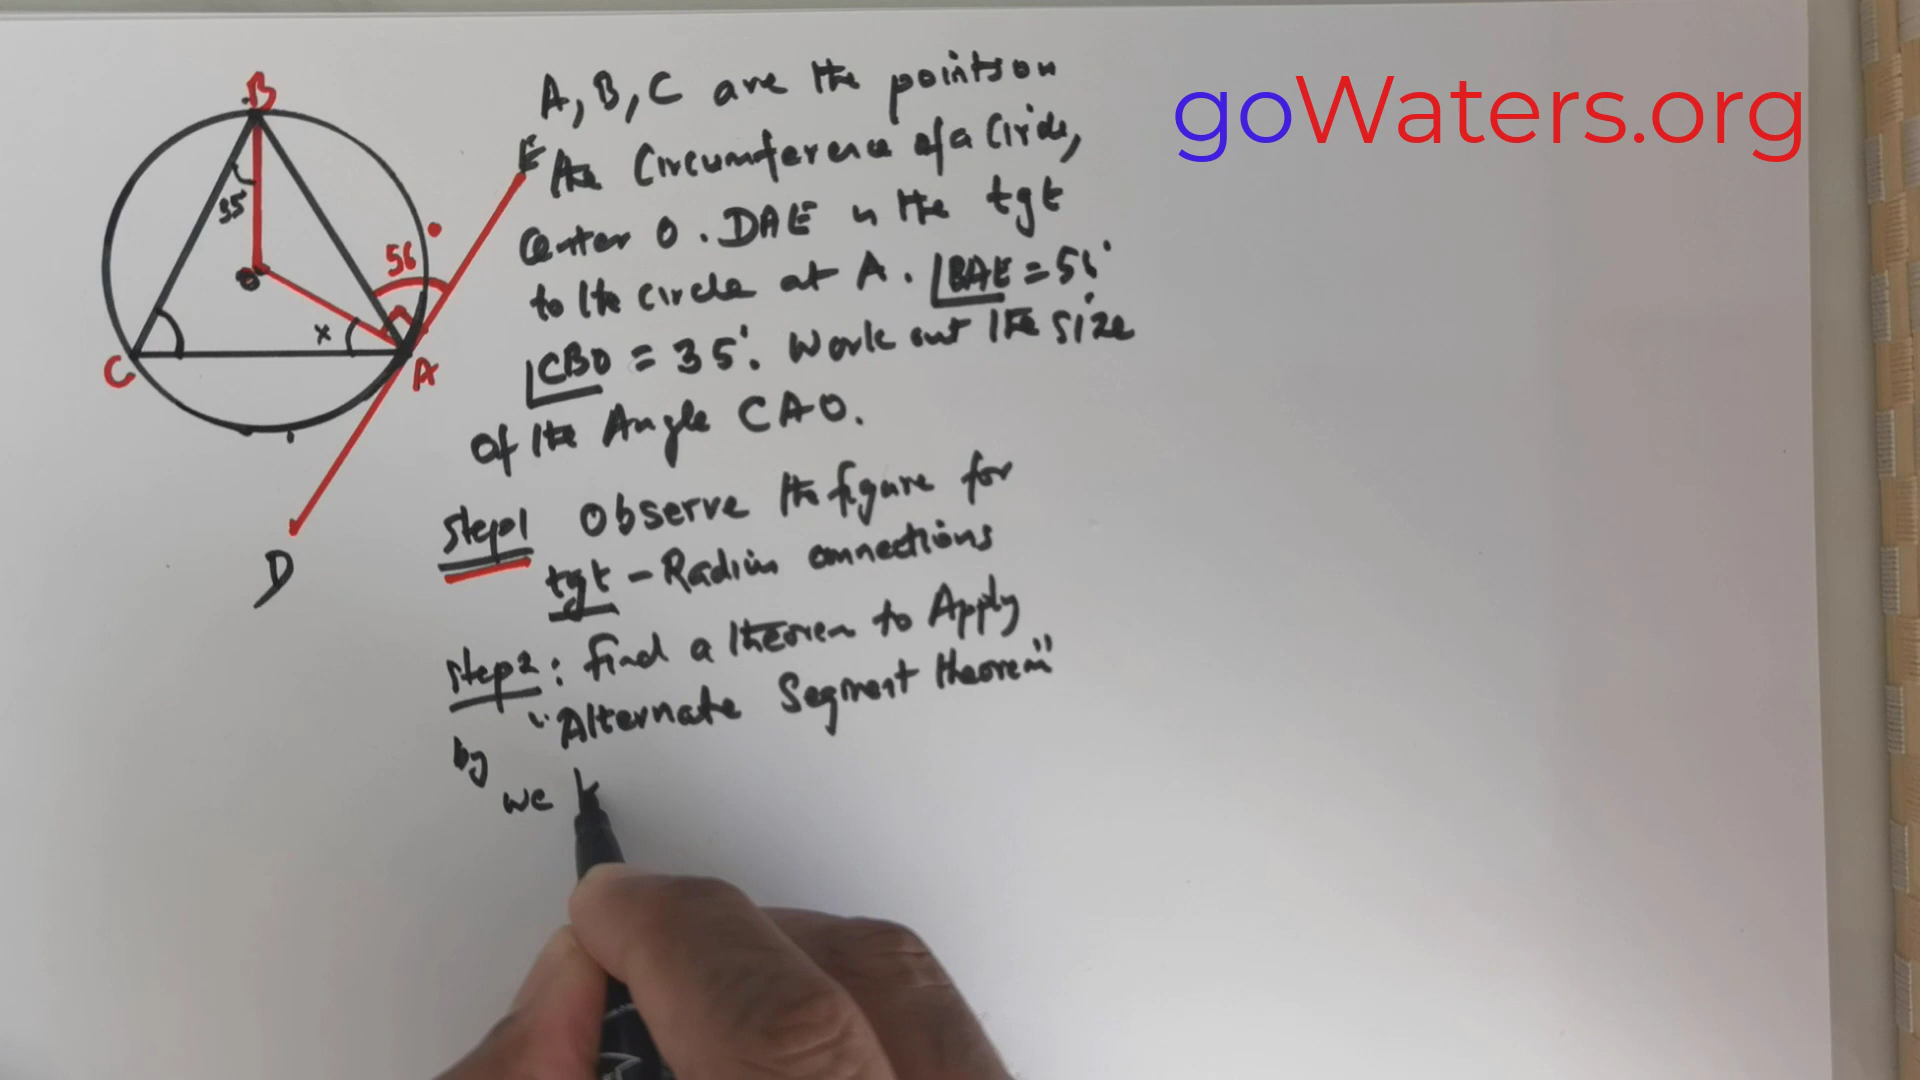 goWaters.org
A, B, C are the points on
the Circumference of a Circle,
Center O. DAE is the tgt
to the circle at A. ∠BAE = 56°
∠CBO = 35°. Work out the size
of the Angle CAO.
Step1 Observe the figure for
tgt - Radius connections
Step2: find a theorem to Apply
by "Alternate Segment theorem"
we k
B
E
35
56°
O
x
C
A
D